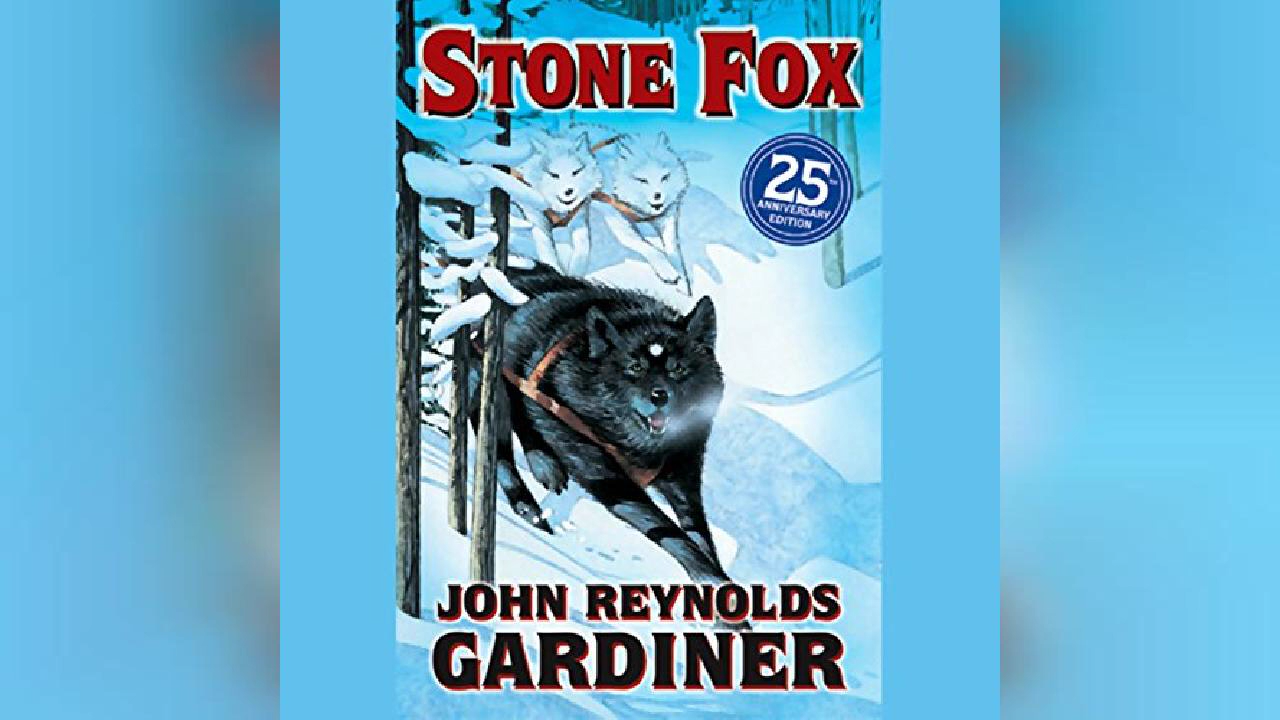 STONE FOX
25TH
ANNIVERSARY
EDITION
JOHN REYNOLDS
GARDINER